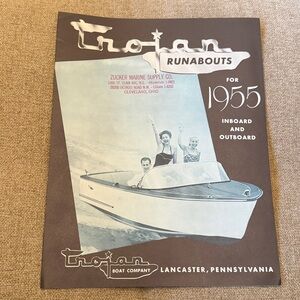 trojan
RUNABOUTS
FOR
1955
INBOARD
AND
OUTBOARD
ZUCKER MARINE SUPPLY CO.
CLEVELAND, OHIO
trojan
BOAT COMPANY
LANCASTER, PENNSYLVANIA